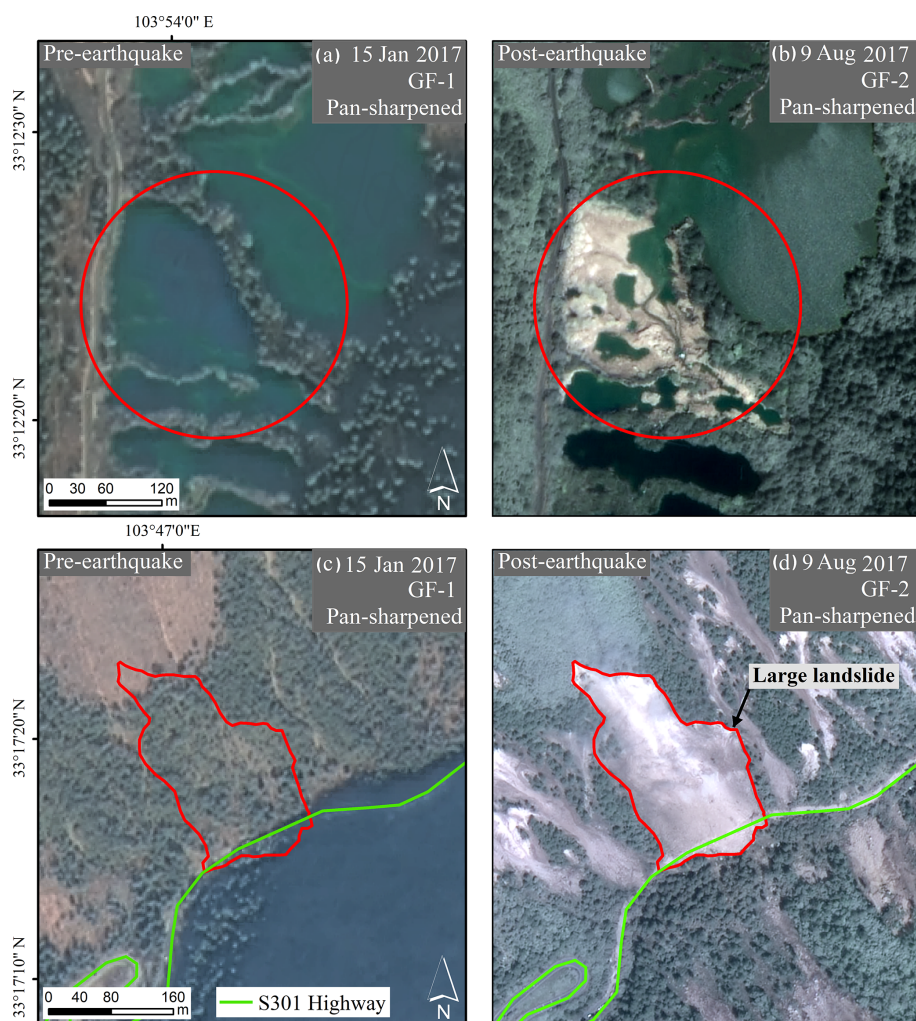 103°54'0" E
Pre-earthquake
(a) 15 Jan 2017
GF-1
Pan-sharpened
Post-earthquake
(b) 9 Aug 2017
GF-2
Pan-sharpened
33°12'30" N
33°12'20" N
0 30 60 120
m
N
103°47'0"E
Pre-earthquake
(c) 15 Jan 2017
GF-1
Pan-sharpened
Post-earthquake
(d) 9 Aug 2017
GF-2
Pan-sharpened
Large landslide
33°17'20" N
33°17'10" N
0 40 80 160
m
S301 Highway
N